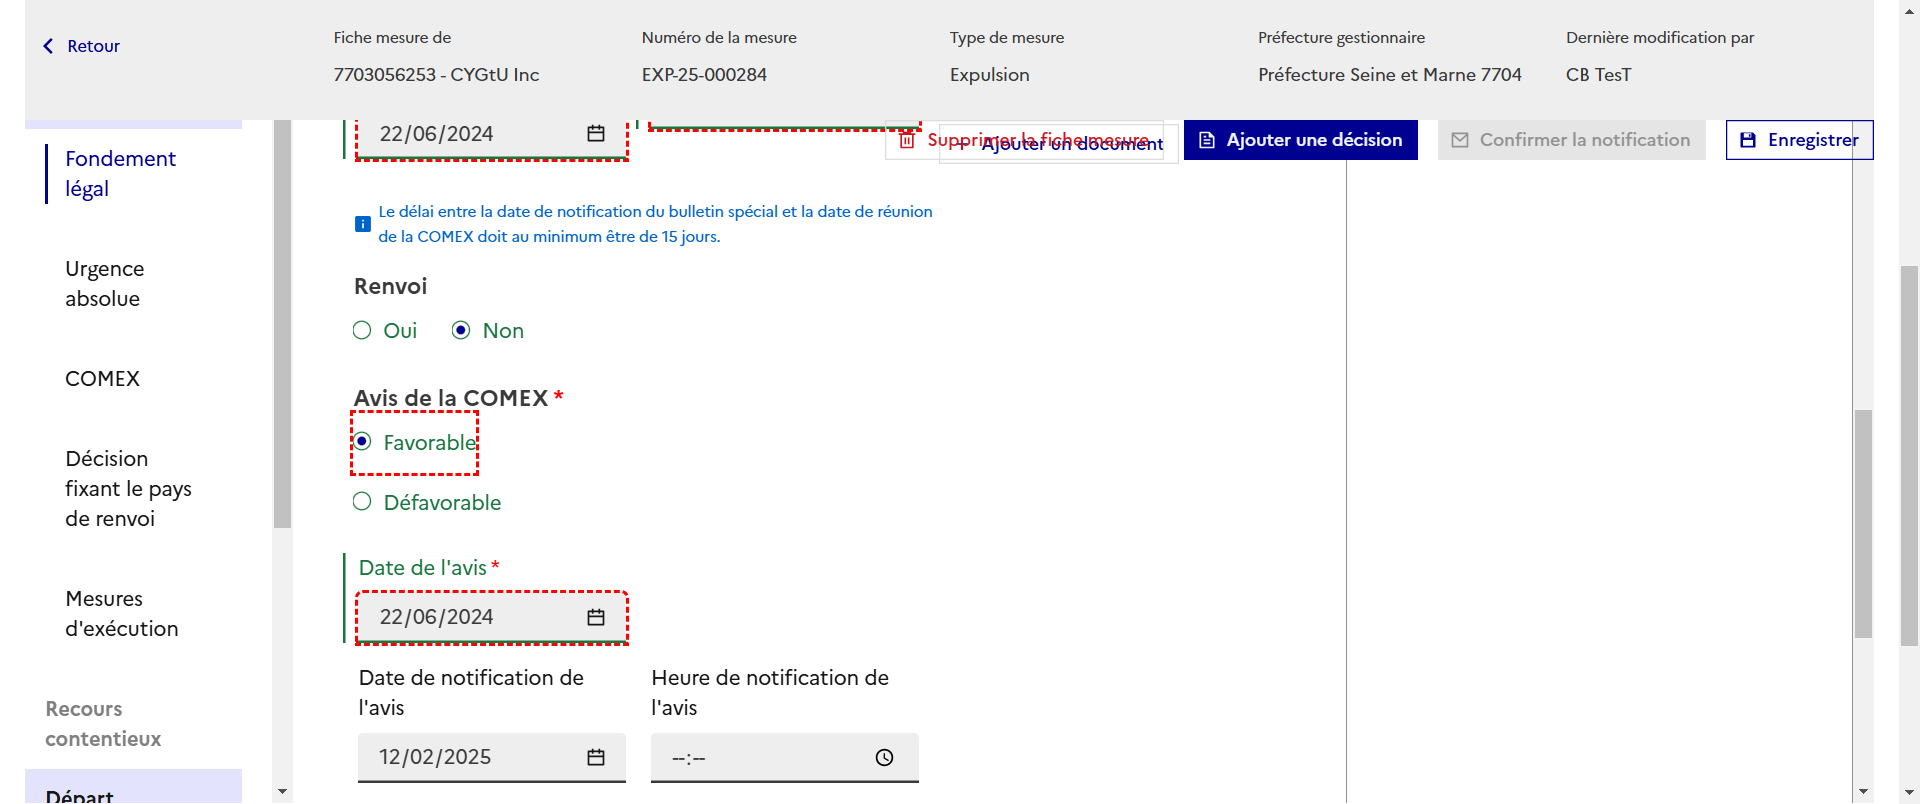 Retour
Fiche mesure de
7703056253 - CYGtU Inc
Numéro de la mesure
EXP-25-000284
Type de mesure
Expulsion
Préfecture gestionnaire
Préfecture Seine et Marne 7704
Dernière modification par
CB TesT
Supprimer la fiche mesure
Ajouter un document
Ajouter une décision
Confirmer la notification
Enregistrer
Fondement
légal
Urgence
absolue
COMEX
Décision
fixant le pays
de renvoi
Mesures
d'exécution
Recours
contentieux
Départ
22/06/2024
Le délai entre la date de notification du bulletin spécial et la date de réunion
de la COMEX doit au minimum être de 15 jours.
Renvoi
Oui Non
Avis de la COMEX *
Favorable
Défavorable
Date de l'avis *
22/06/2024
Date de notification de
l'avis
12/02/2025
Heure de notification de
l'avis
--:--